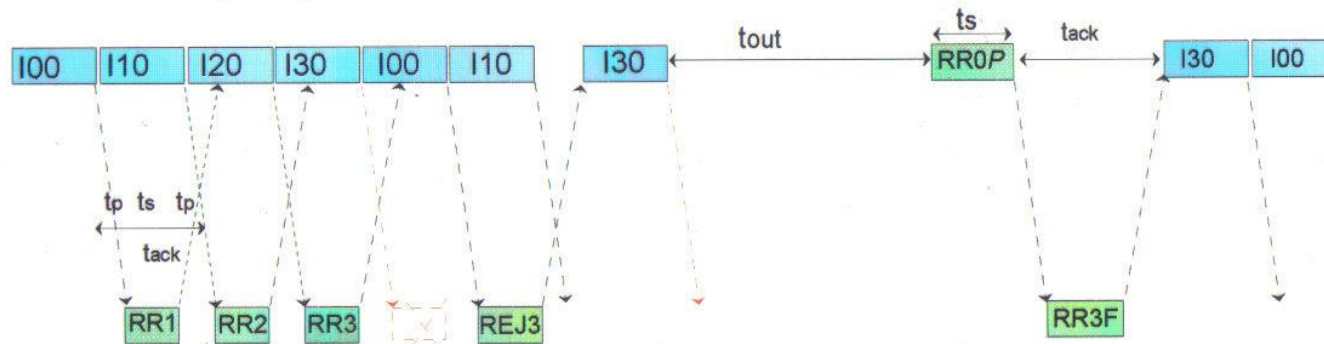 ts
tout
tack
I00 I10 I20 I30 I00 I10 I30 RR0P I30 I00
tp ts tp
tack
RR1 RR2 RR3 REJ3 RR3F